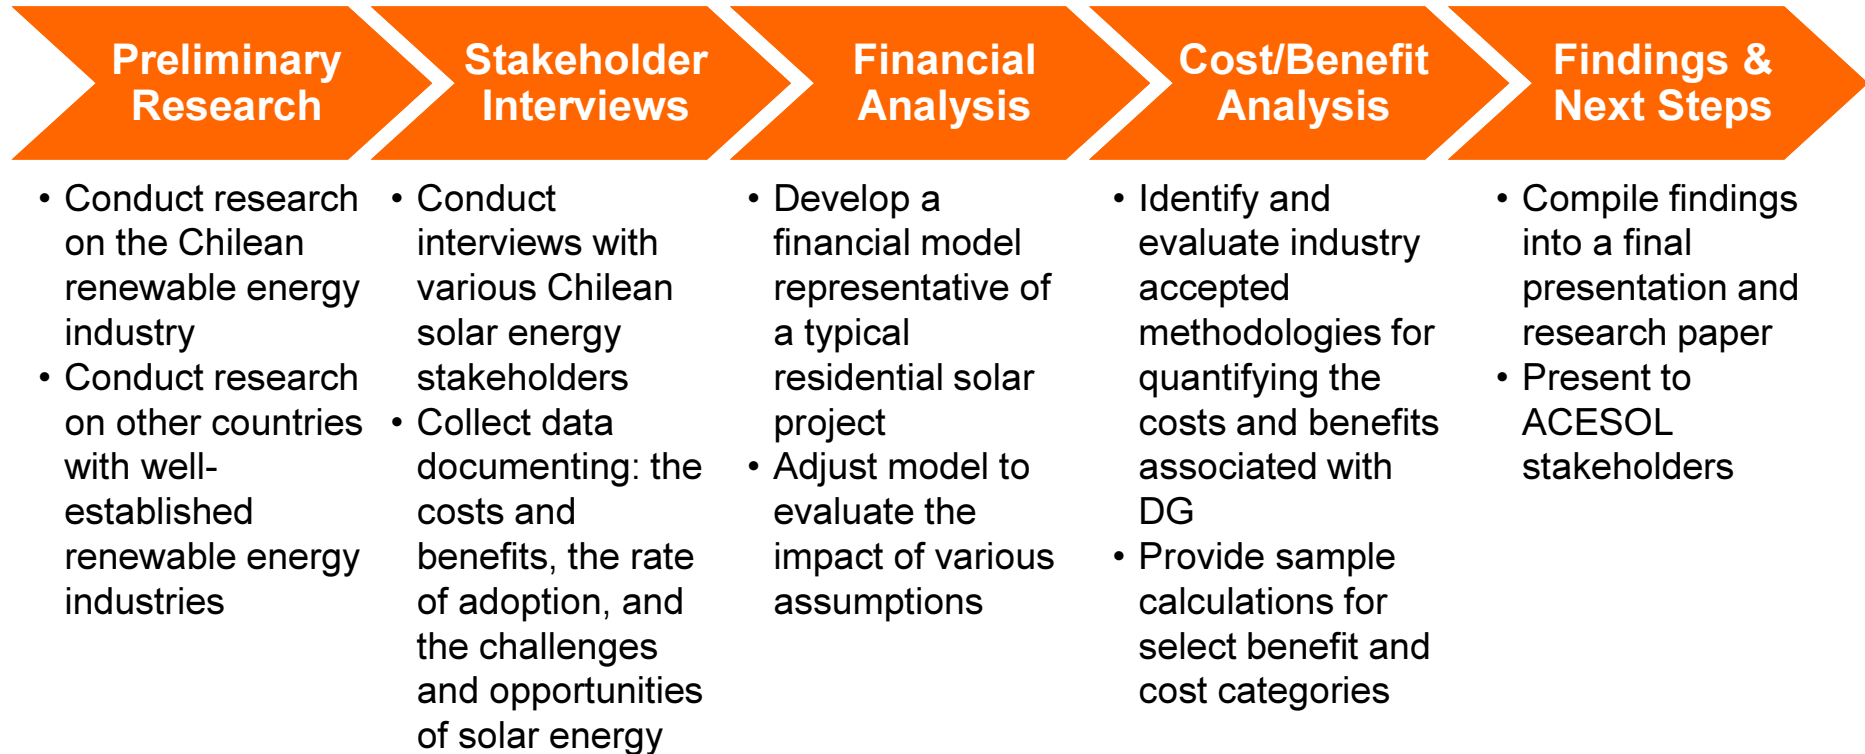 Preliminary
Research
Stakeholder
Interviews
Financial
Analysis
Cost/Benefit
Analysis
Findings &
Next Steps
• Conduct research
on the Chilean
renewable energy
industry
• Conduct research
on other countries
with well-
established
renewable energy
industries
• Conduct
interviews with
various Chilean
solar energy
stakeholders
• Collect data
documenting: the
costs and
benefits, the rate
of adoption, and
the challenges
and opportunities
of solar energy
• Develop a
financial model
representative of
a typical
residential solar
project
• Adjust model to
evaluate the
impact of various
assumptions
• Identify and
evaluate industry
accepted
methodologies for
quantifying the
costs and benefits
associated with
DG
• Provide sample
calculations for
select benefit and
cost categories
• Compile findings
into a final
presentation and
research paper
• Present to
ACESOL
stakeholders